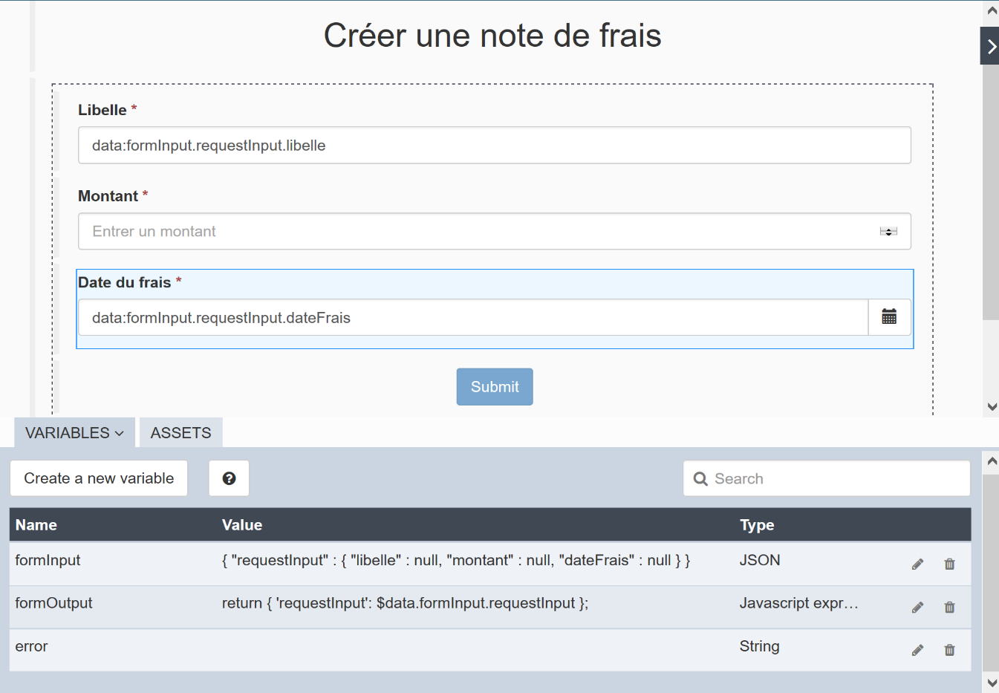 Créer une note de frais
Libelle *
data:formInput.requestInput.libelle
Montant *
Entrer un montant
Date du frais *
data:formInput.requestInput.dateFrais
Submit
VARIABLES ASSETS
Create a new variable ? Search
Name Value Type
formInput { "requestInput" : { "libelle" : null, "montant" : null, "dateFrais" : null } } JSON
formOutput return { 'requestInput': $data.formInput.requestInput }; Javascript expr…
error String